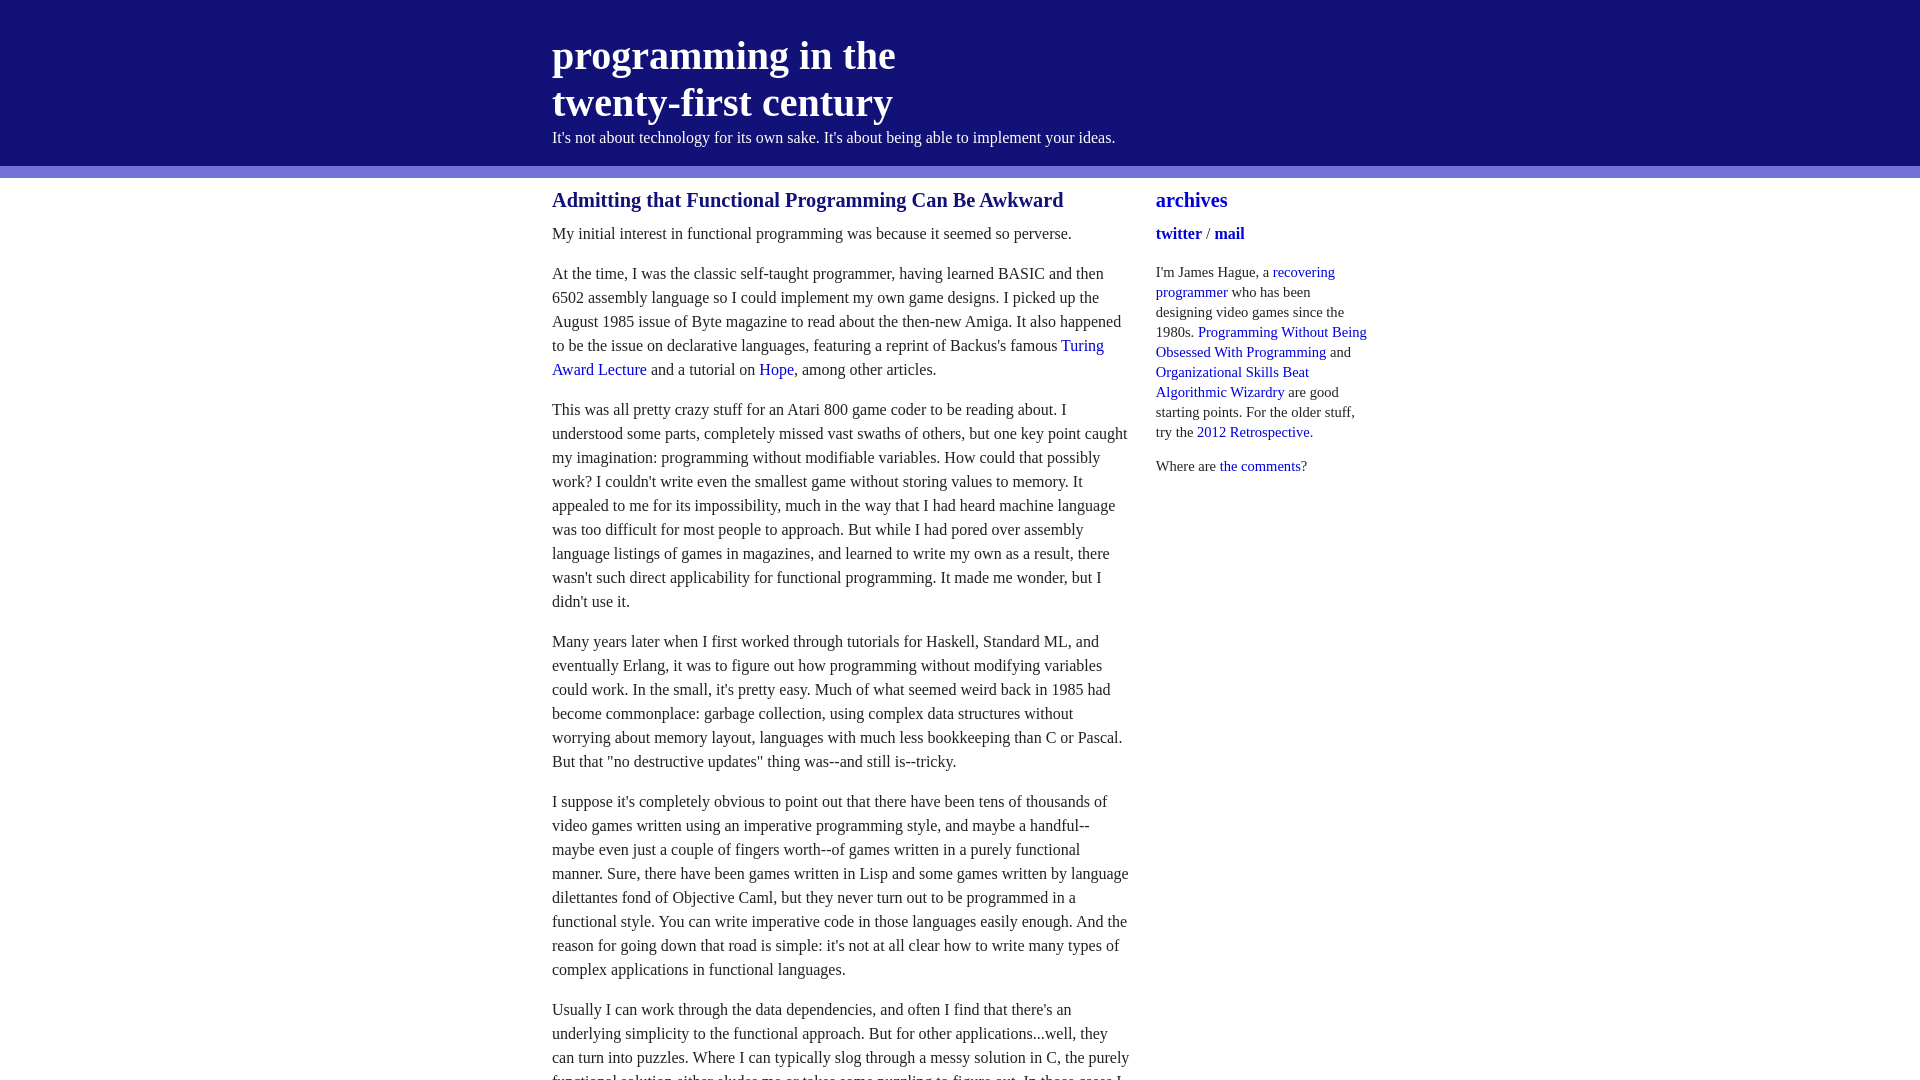 programming in the
twenty-first century
It's not about technology for its own sake. It's about being able to implement your ideas.
Admitting that Functional Programming Can Be Awkward
My initial interest in functional programming was because it seemed so perverse.
At the time, I was the classic self-taught programmer, having learned BASIC and then
6502 assembly language so I could implement my own game designs. I picked up the
August 1985 issue of Byte magazine to read about the then-new Amiga. It also happened
to be the issue on declarative languages, featuring a reprint of Backus's famous Turing
Award Lecture and a tutorial on Hope, among other articles.
This was all pretty crazy stuff for an Atari 800 game coder to be reading about. I
understood some parts, completely missed vast swaths of others, but one key point caught
my imagination: programming without modifiable variables. How could that possibly
work? I couldn't write even the smallest game without storing values to memory. It
appealed to me for its impossibility, much in the way that I had heard machine language
was too difficult for most people to approach. But while I had pored over assembly
language listings of games in magazines, and learned to write my own as a result, there
wasn't such direct applicability for functional programming. It made me wonder, but I
didn't use it.
Many years later when I first worked through tutorials for Haskell, Standard ML, and
eventually Erlang, it was to figure out how programming without modifying variables
could work. In the small, it's pretty easy. Much of what seemed weird back in 1985 had
become commonplace: garbage collection, using complex data structures without
worrying about memory layout, languages with much less bookkeeping than C or Pascal.
But that "no destructive updates" thing was--and still is--tricky.
I suppose it's completely obvious to point out that there have been tens of thousands of
video games written using an imperative programming style, and maybe a handful--
maybe even just a couple of fingers worth--of games written in a purely functional
manner. Sure, there have been games written in Lisp and some games written by language
dilettantes fond of Objective Caml, but they never turn out to be programmed in a
functional style. You can write imperative code in those languages easily enough. And the
reason for going down that road is simple: it's not at all clear how to write many types of
complex applications in functional languages.
Usually I can work through the data dependencies, and often I find that there's an
underlying simplicity to the functional approach. But for other applications...well, they
can turn into puzzles. Where I can typically slog through a messy solution in C, the purely
functional solution either eludes me or takes some puzzling to figure out. In those cases I
archives
twitter / mail
I'm James Hague, a recovering
programmer who has been
designing video games since the
1980s. Programming Without Being
Obsessed With Programming and
Organizational Skills Beat
Algorithmic Wizardry are good
starting points. For the older stuff,
try the 2012 Retrospective.
Where are the comments?